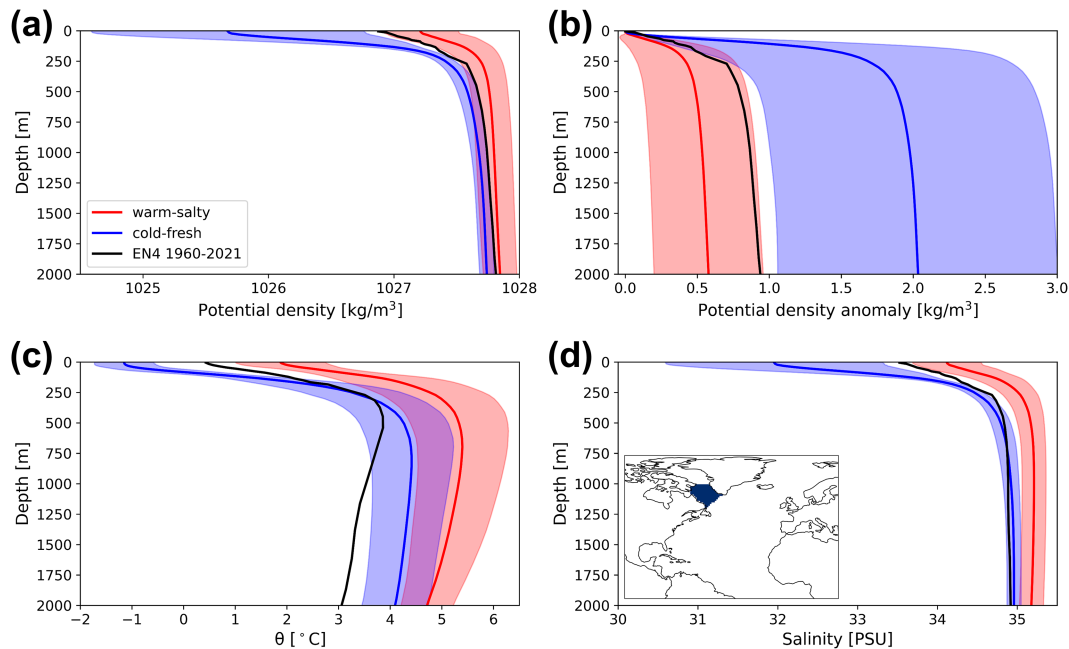 (a)
0
250
500
750
1000
1250
1500
1750
2000
Depth [m]
warm-salty
cold-fresh
EN4 1960-2021
1025 1026 1027 1028
Potential density [kg/m³]
(b)
0
250
500
750
1000
1250
1500
1750
2000
Depth [m]
0.0 0.5 1.0 1.5 2.0 2.5 3.0
Potential density anomaly [kg/m³]
(c)
0
250
500
750
1000
1250
1500
1750
2000
Depth [m]
−2 −1 0 1 2 3 4 5 6
θ [°C]
(d)
0
250
500
750
1000
1250
1500
1750
2000
Depth [m]
30 31 32 33 34 35
Salinity [PSU]